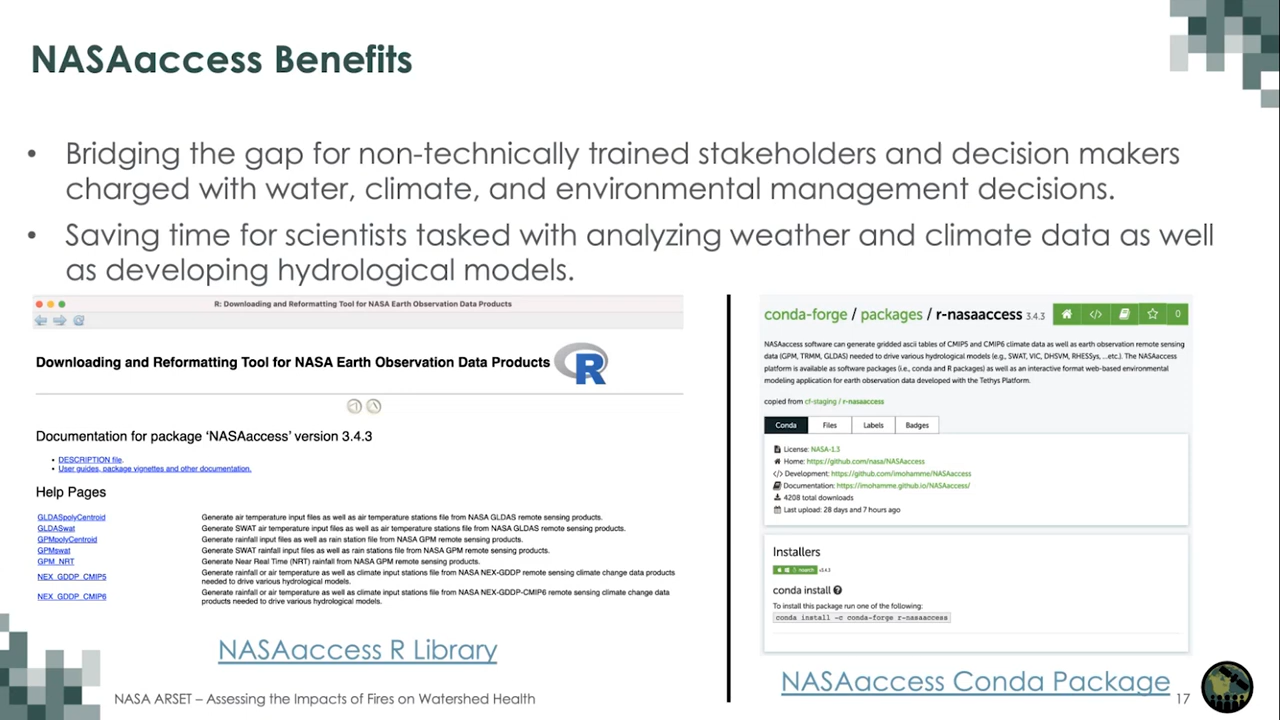 NASAaccess Benefits
• Bridging the gap for non-technically trained stakeholders and decision makers
charged with water, climate, and environmental management decisions.
• Saving time for scientists tasked with analyzing weather and climate data as well
as developing hydrological models.
R: Downloading and Reformatting Tool for NASA Earth Observation Data Products
Downloading and Reformatting Tool for NASA Earth Observation Data Products R
Documentation for package ‘NASAaccess’ version 3.4.3
• DESCRIPTION file.
• User guides, package vignettes and other documentation.
Help Pages
GLDASpolyCentroid Generate air temperature input files as well as air temperature stations file from NASA GLDAS remote sensing products.
GLDASwat Generate SWAT air temperature input files as well as air temperature stations file from NASA GLDAS remote sensing products.
GPMpolyCentroid Generate rainfall input files as well as rain station file from NASA GPM remote sensing products.
GPMswat Generate SWAT rainfall input files as well as rain stations file from NASA GPM remote sensing products.
GPM_NRT Generate Near Real Time (NRT) rainfall from NASA GPM remote sensing products.
NEX_GDDP_CMIP5 Generate rainfall or air temperature as well as climate input stations file from NASA NEX-GDDP remote sensing climate change data products
needed to drive various hydrological models.
NEX_GDDP_CMIP6 Generate rainfall or air temperature as well as climate input stations file from NASA NEX-GDDP-CMIP6 remote sensing climate change data
products needed to drive various hydrological models.
NASAaccess R Library
conda-forge / packages / r-nasaaccess 3.4.3 0
NASAaccess software can generate gridded ascii tables of CMIP5 and CMIP6 climate data as well as earth observation remote sensing
data (GPM, TRMM, GLDAS) needed to drive various hydrological models (e.g., SWAT, VIC, DHSVM, RHESSys, ...etc.). The NASAaccess
platform is available as software packages (i.e., conda and R packages) as well as an interactive format web-based environmental
modeling application for earth observation data developed with the Tethys Platform.
copied from cf-staging / r-nasaaccess
Conda Files Labels Badges
License: NASA-1.3
Home: https://github.com/nasa/NASAaccess
</> Development: https://github.com/imohamme/NASAaccess
Documentation: https://imohamme.github.io/NASAaccess/
4208 total downloads
Last upload: 28 days and 7 hours ago
Installers
noarch v3.4.3
conda install
To install this package run one of the following:
conda install -c conda-forge r-nasaaccess
NASAaccess Conda Package
NASA ARSET – Assessing the Impacts of Fires on Watershed Health
17